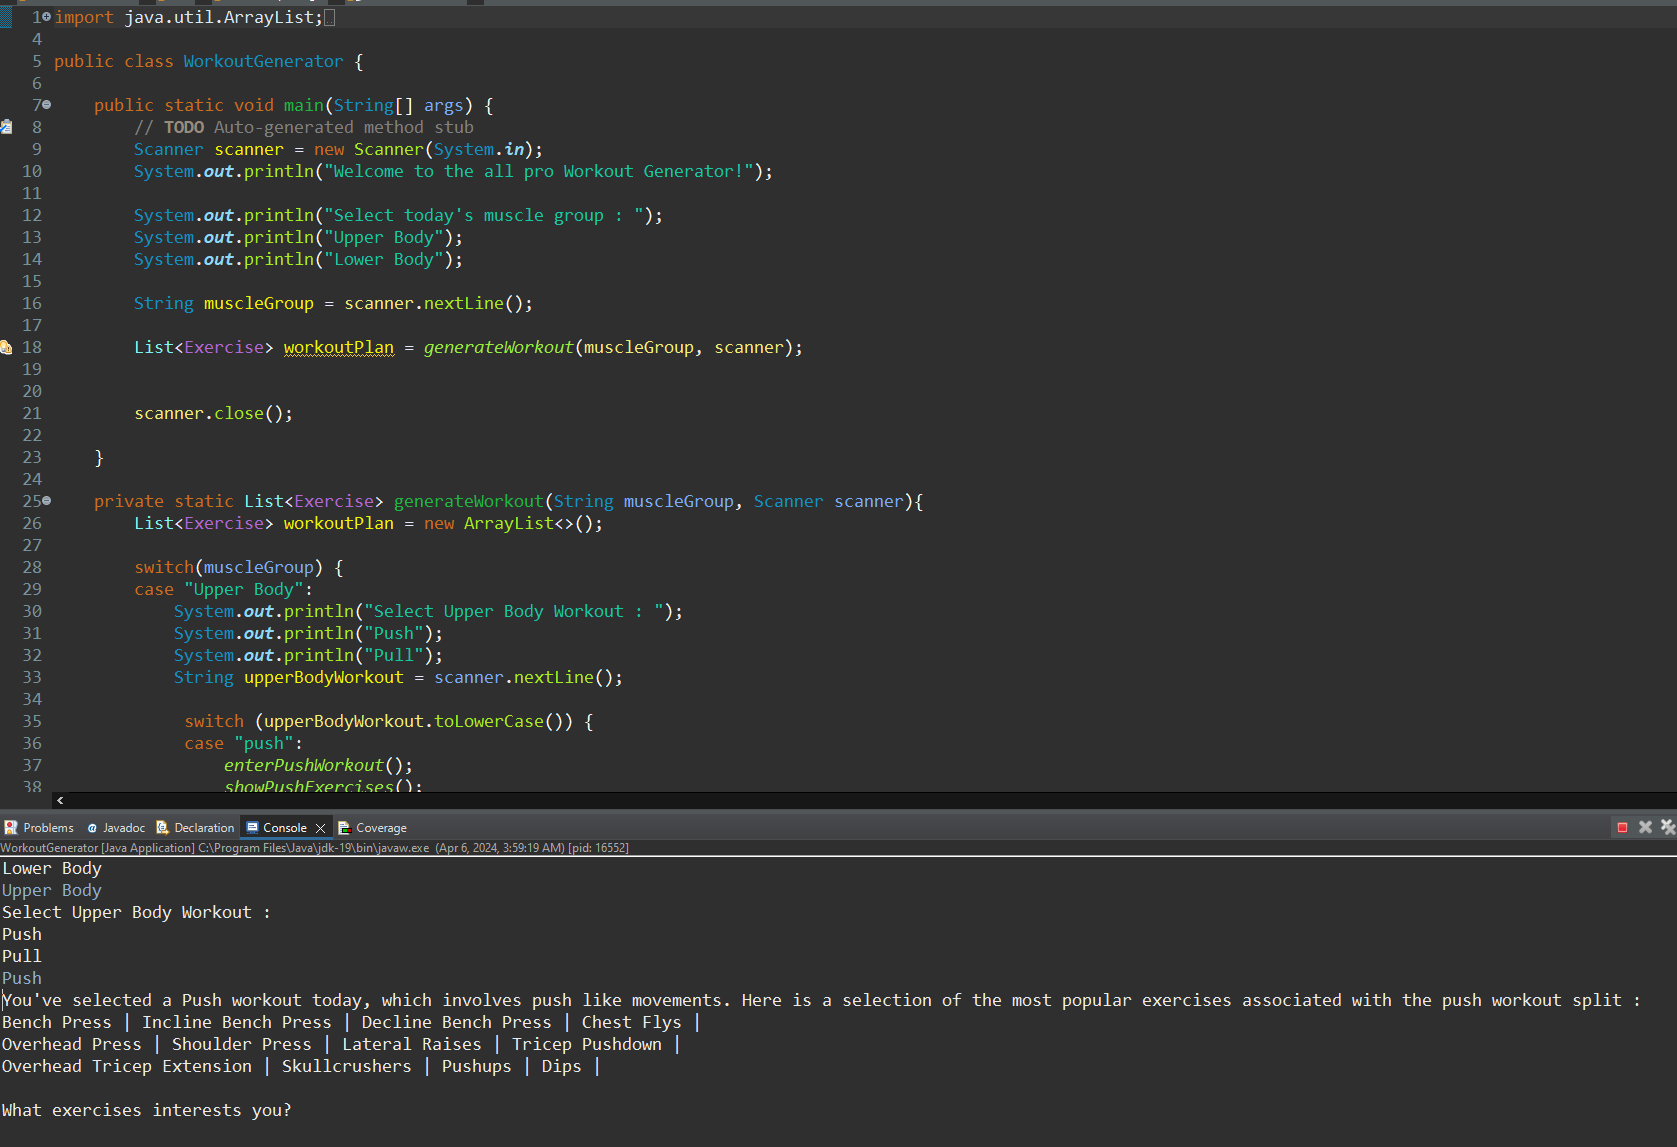 1 import java.util.ArrayList;
4
5 public class WorkoutGenerator {
6
7     public static void main(String[] args) {
8         // TODO Auto-generated method stub
9         Scanner scanner = new Scanner(System.in);
10         System.out.println("Welcome to the all pro Workout Generator!");
11
12         System.out.println("Select today's muscle group : ");
13         System.out.println("Upper Body");
14         System.out.println("Lower Body");
15
16         String muscleGroup = scanner.nextLine();
17
18         List<Exercise> workoutPlan = generateWorkout(muscleGroup, scanner);
19
20
21         scanner.close();
22
23     }
24
25     private static List<Exercise> generateWorkout(String muscleGroup, Scanner scanner){
26         List<Exercise> workoutPlan = new ArrayList<>();
27
28         switch(muscleGroup) {
29         case "Upper Body":
30             System.out.println("Select Upper Body Workout : ");
31             System.out.println("Push");
32             System.out.println("Pull");
33             String upperBodyWorkout = scanner.nextLine();
34
35              switch (upperBodyWorkout.toLowerCase()) {
36              case "push":
37                  enterPushWorkout();
38                  showPushExercises();
Problems Javadoc Declaration Console Coverage
WorkoutGenerator [Java Application] C:\Program Files\Java\jdk-19\bin\javaw.exe (Apr 6, 2024, 3:59:19 AM) [pid: 16552]
Lower Body
Upper Body
Select Upper Body Workout :
Push
Pull
Push
You've selected a Push workout today, which involves push like movements. Here is a selection of the most popular exercises associated with the push workout split :
Bench Press | Incline Bench Press | Decline Bench Press | Chest Flys |
Overhead Press | Shoulder Press | Lateral Raises | Tricep Pushdown |
Overhead Tricep Extension | Skullcrushers | Pushups | Dips |

What exercises interests you?